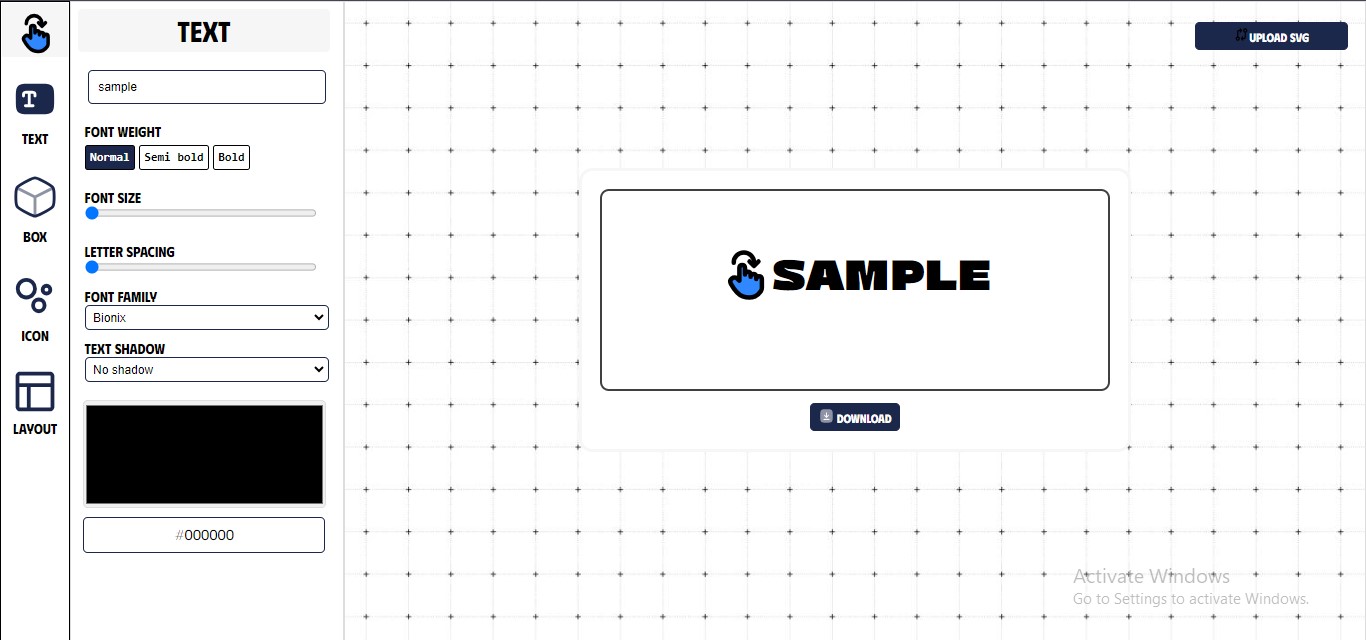 TEXT
UPLOAD SVG
sample
T
TEXT
FONT WEIGHT
Normal Semi bold Bold
FONT SIZE
BOX
LETTER SPACING
FONT FAMILY
Bionix
ICON
TEXT SHADOW
No shadow
LAYOUT
#000000
SAMPLE
DOWNLOAD
Activate Windows
Go to Settings to activate Windows.